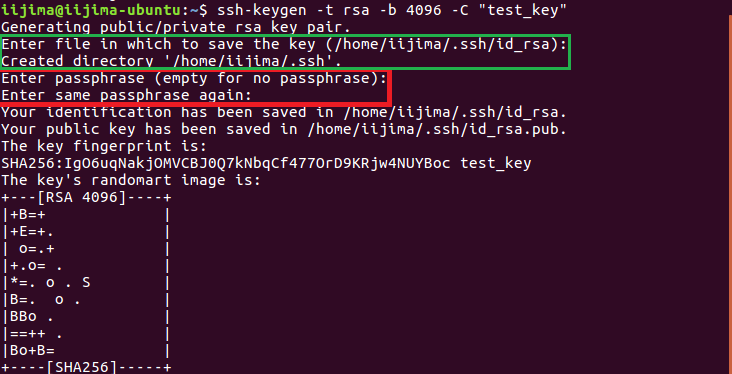 iijima@iijima-ubuntu:~$ ssh-keygen -t rsa -b 4096 -C "test_key"
Generating public/private rsa key pair.
Enter file in which to save the key (/home/iijima/.ssh/id_rsa):
Created directory '/home/iijima/.ssh'.
Enter passphrase (empty for no passphrase):
Enter same passphrase again:
Your identification has been saved in /home/iijima/.ssh/id_rsa.
Your public key has been saved in /home/iijima/.ssh/id_rsa.pub.
The key fingerprint is:
SHA256:IgO6uqNakjOMVCBJ0Q7kNbqCf477OrD9KRjw4NUYBoc test_key
The key's randomart image is:
+---[RSA 4096]----+
|+B=+             |
|+E=+.            |
| o=.+            |
|+.o= .           |
|*=. o . S        |
|B=.  o .         |
|BBo .            |
|==++ .           |
|Bo+B=            |
+----[SHA256]-----+